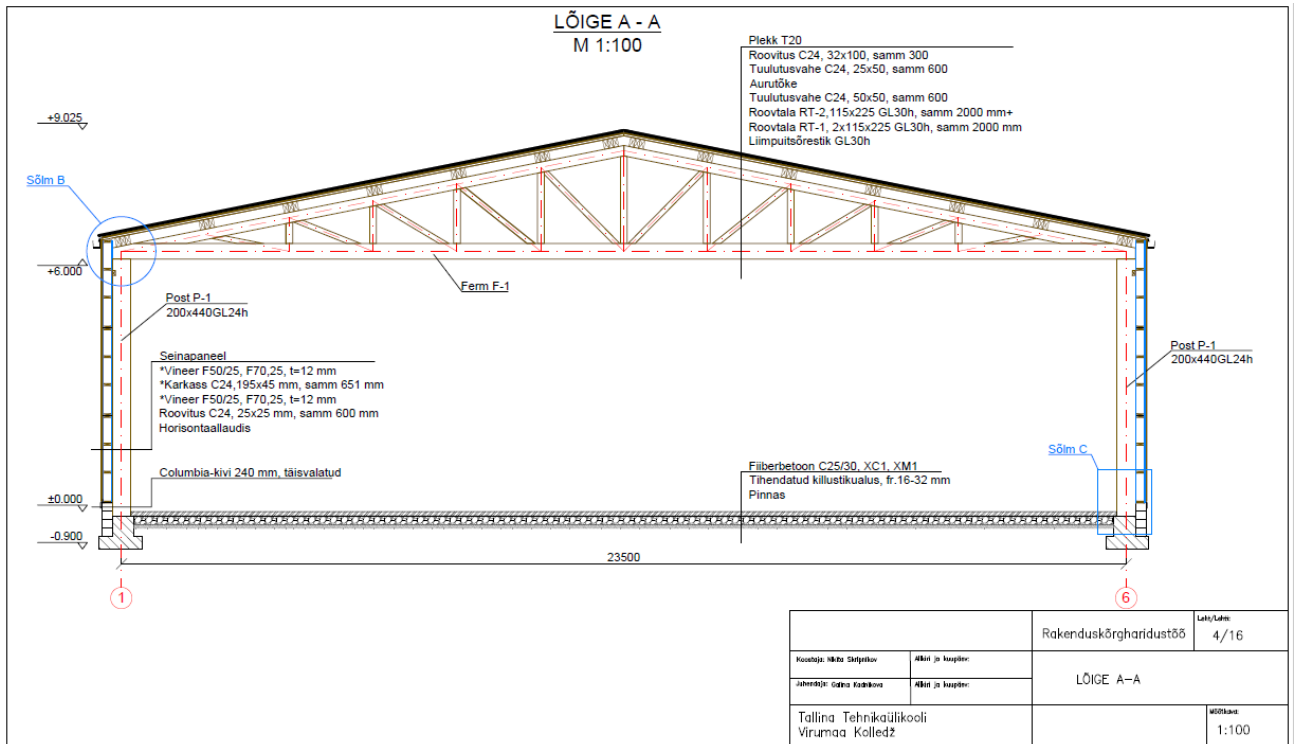 LÕIGE A - A
M 1:100
Plekk T20
Roovitus C24, 32x100, samm 300
Tuulutusvahe C24, 25x50, samm 600
Aurutõke
Tuulutusvahe C24, 50x50, samm 600
Roovtala RT-2,115x225 GL30h, samm 2000 mm+
Roovtala RT-1, 2x115x225 GL30h, samm 2000 mm
Liimpuitsõrestik GL30h
+9.025
Sõlm B
+6.000
Ferm F-1
Post P-1
200x440GL24h
Post P-1
200x440GL24h
Seinapaneel
*Vineer F50/25, F70,25, t=12 mm
*Karkass C24,195x45 mm, samm 651 mm
*Vineer F50/25, F70,25, t=12 mm
Roovitus C24, 25x25 mm, samm 600 mm
Horisontaallaudis
Sõlm C
Columbia-kivi 240 mm, täisvalatud
Fiiberbetoon C25/30, XC1, XM1
Tihendatud killustikualus, fr.16-32 mm
Pinnas
±0.000
-0.900
23500
1
6
Rakenduskõrgharidustöö
Leht/Lehti:
4/16
Koostaja: Nikita Skripnikov
Allkiri ja kuupäev:
Juhendaja: Galina Kadnikova
Allkiri ja kuupäev:
LÕIGE A-A
Tallina Tehnikaülikooli
Virumaa Kolledž
Mõõtkava:
1:100